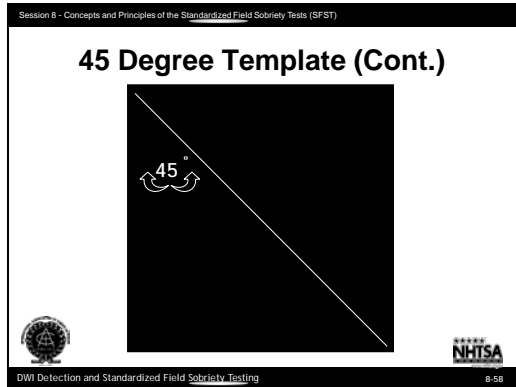 Session 8 - Concepts and Principles of the Standardized Field Sobriety Tests (SFST)
45 Degree Template (Cont.)
45 °
NHTSA
DWI Detection and Standardized Field Sobriety Testing
8-58